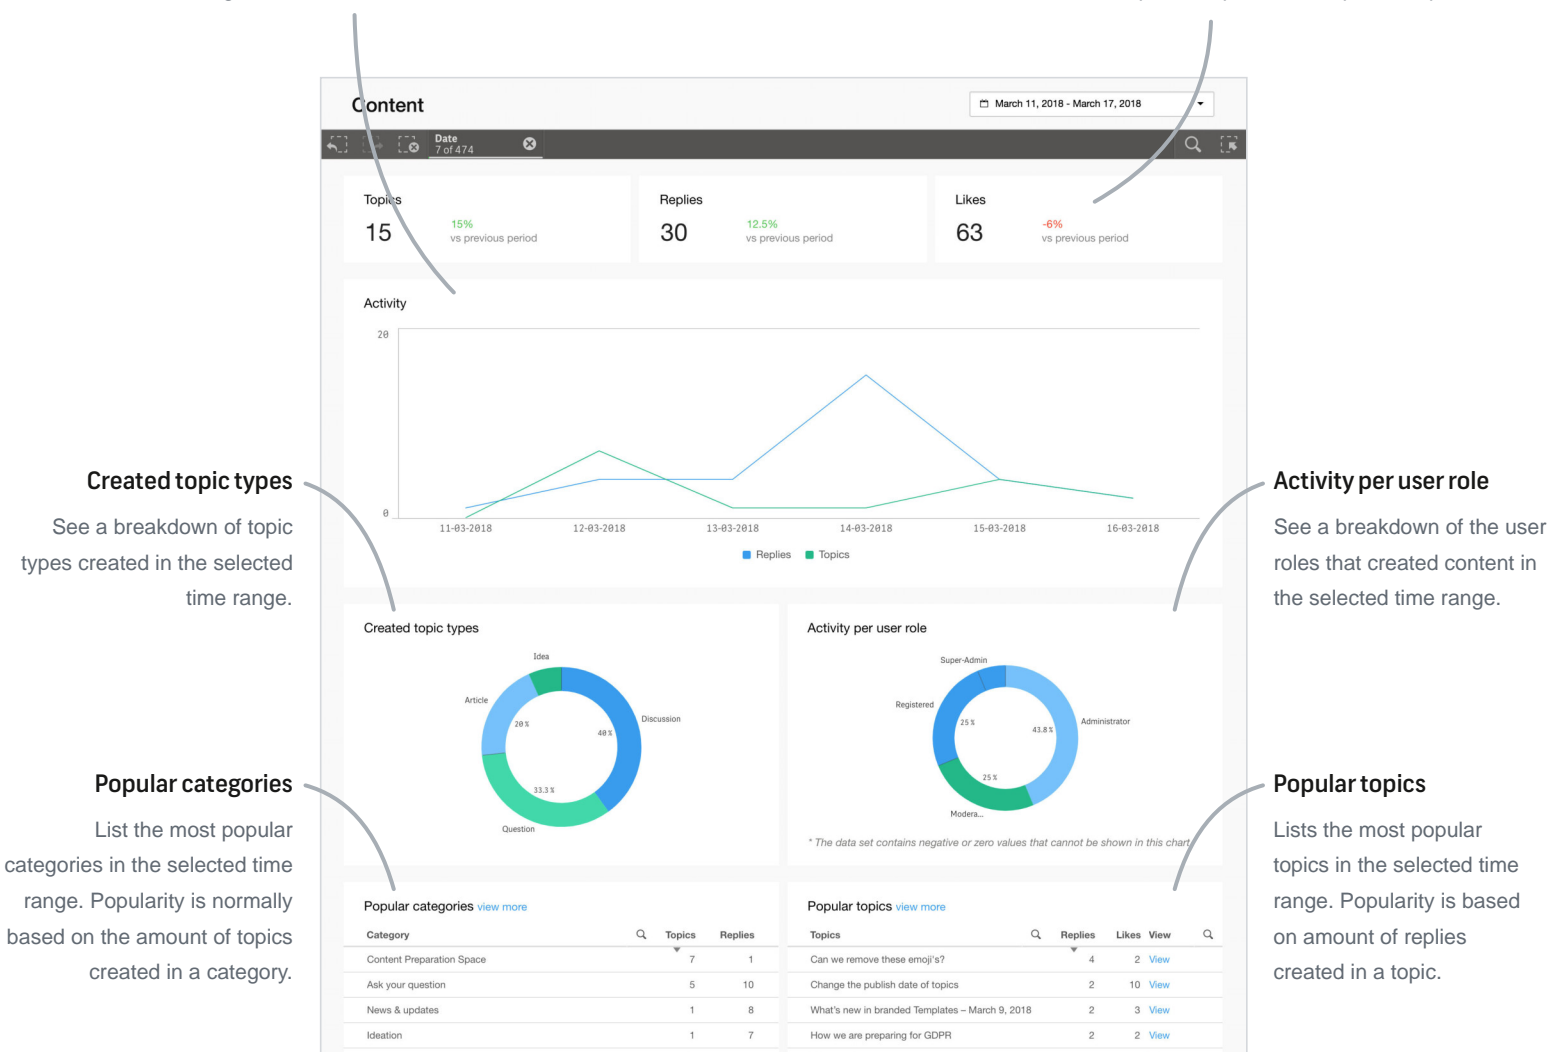 Content
March 11, 2018 - March 17, 2018
Date
7 of 474
Topics
15
15%
vs previous period
Replies
30
12.5%
vs previous period
Likes
63
-6%
vs previous period
Activity
20
0
11-03-2018
12-03-2018
13-03-2018
14-03-2018
15-03-2018
16-03-2018
Replies
Topics
Created topic types
See a breakdown of topic
types created in the selected
time range.
Activity per user role
See a breakdown of the user
roles that created content in
the selected time range.
Created topic types
Idea
Article
20 %
Discussion
40 %
33.3 %
Question
Activity per user role
Super-Admin
Registered
25 %
Administrator
43.8 %
25 %
Modera...
* The data set contains negative or zero values that cannot be shown in this chart.
Popular categories
List the most popular
categories in the selected time
range. Popularity is normally
based on the amount of topics
created in a category.
Popular topics
Lists the most popular
topics in the selected time
range. Popularity is based
on amount of replies
created in a topic.
Popular categories view more
Category Topics Replies
Content Preparation Space 7 1
Ask your question 5 10
News & updates 1 8
Ideation 1 7
Popular topics view more
Topics Replies Likes View
Can we remove these emoji's? 4 2 View
Change the publish date of topics 2 10 View
What's new in branded Templates – March 9, 2018 2 3 View
How we are preparing for GDPR 2 2 View